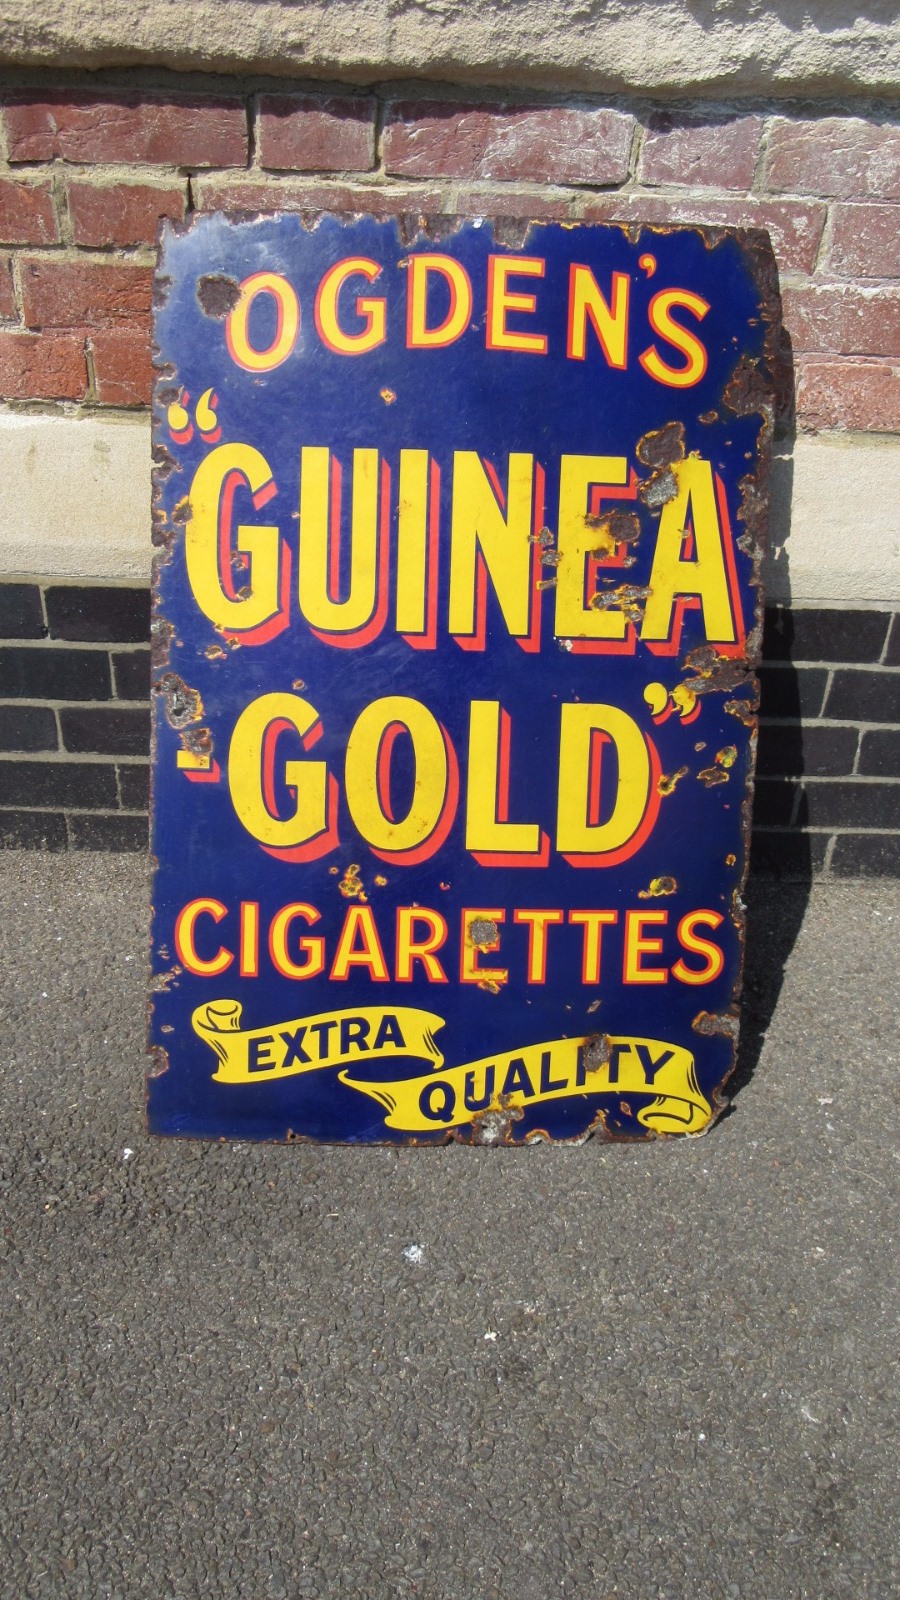 OGDEN'S
“GUINEA
-GOLD”
CIGARETTES
EXTRA
QUALITY